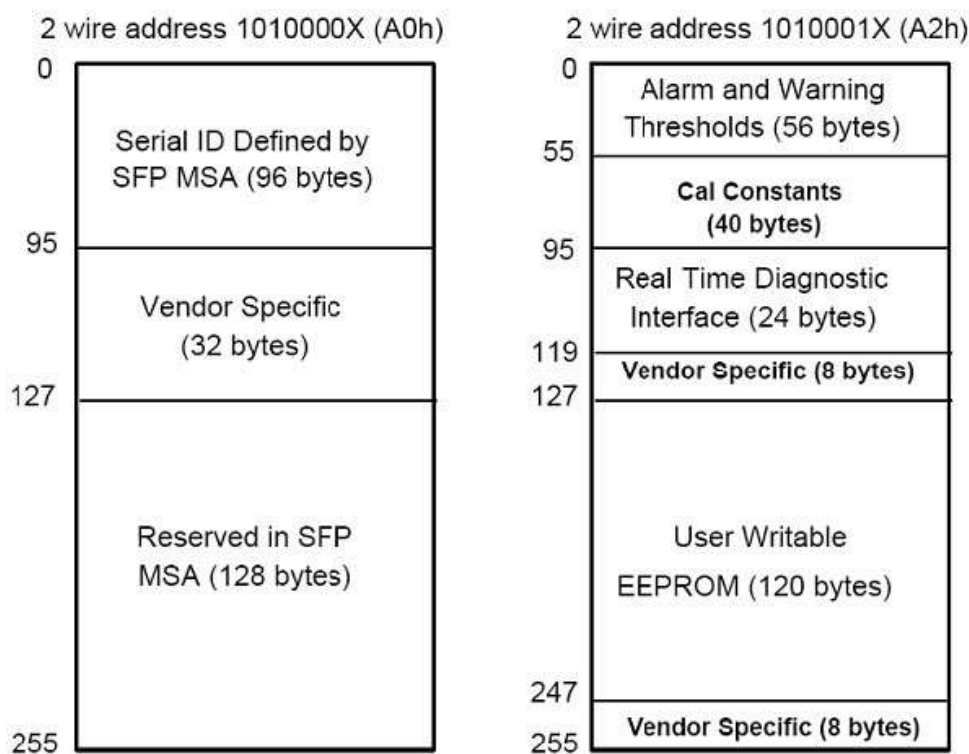 2 wire address 1010000X (A0h)
0
Serial ID Defined by
SFP MSA (96 bytes)
95
Vendor Specific
(32 bytes)
127
Reserved in SFP
MSA (128 bytes)
255
2 wire address 1010001X (A2h)
0
Alarm and Warning
Thresholds (56 bytes)
55
Cal Constants
(40 bytes)
95
Real Time Diagnostic
Interface (24 bytes)
119
Vendor Specific (8 bytes)
127
User Writable
EEPROM (120 bytes)
247
Vendor Specific (8 bytes)
255